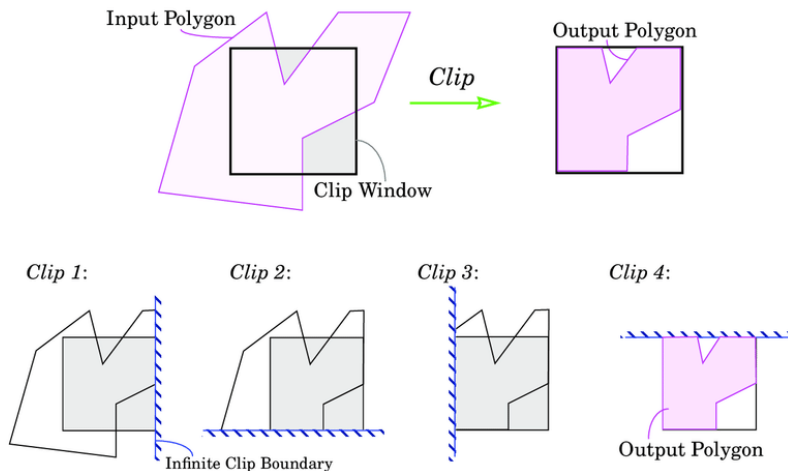 Input Polygon
Output Polygon
Clip
Clip Window
Clip 1:
Clip 2:
Clip 3:
Clip 4:
Infinite Clip Boundary
Output Polygon